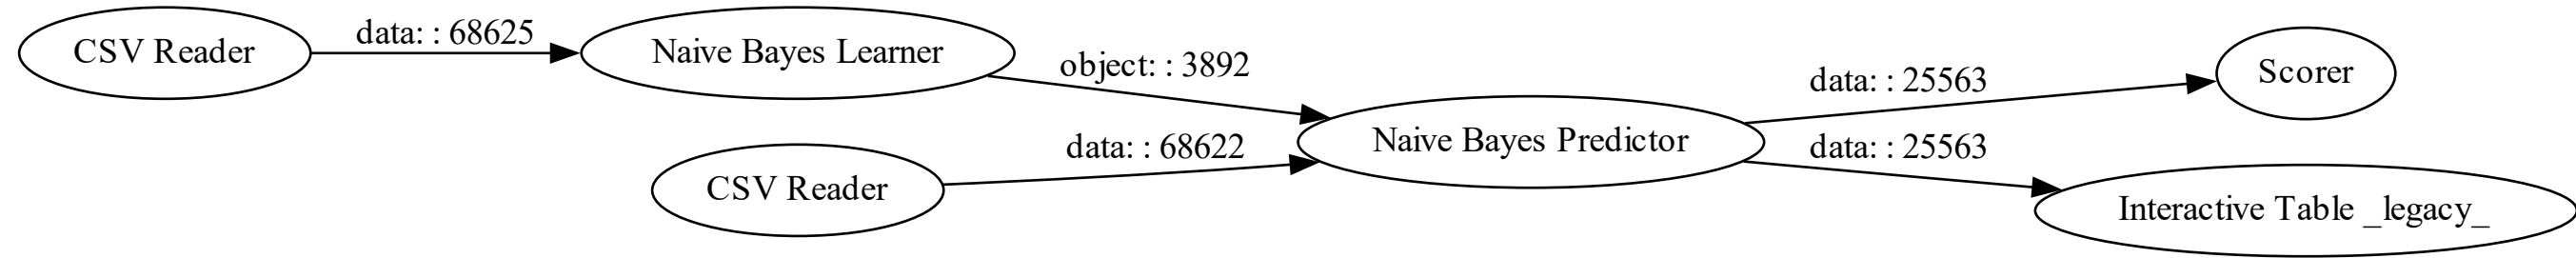 CSV Reader
data: : 68625
Naive Bayes Learner
object: : 3892
CSV Reader
data: : 68622
Naive Bayes Predictor
data: : 25563
Scorer
data: : 25563
Interactive Table _legacy_